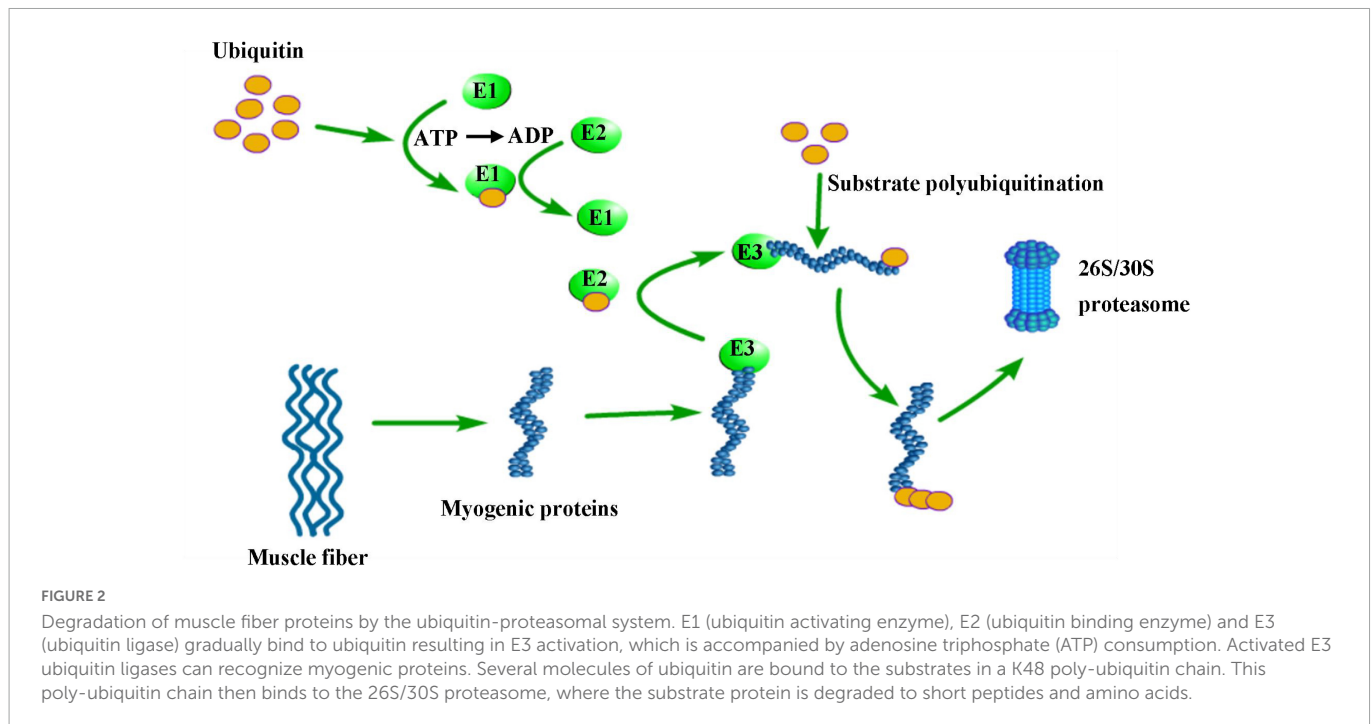 Ubiquitin
E1
ATP
ADP
E2
E1
E1
Substrate polyubiquitination
E3
E2
26S/30S
proteasome
E3
Myogenic proteins
Muscle fiber
FIGURE 2
Degradation of muscle fiber proteins by the ubiquitin-proteasomal system. E1 (ubiquitin activating enzyme), E2 (ubiquitin binding enzyme) and E3
(ubiquitin ligase) gradually bind to ubiquitin resulting in E3 activation, which is accompanied by adenosine triphosphate (ATP) consumption. Activated E3
ubiquitin ligases can recognize myogenic proteins. Several molecules of ubiquitin are bound to the substrates in a K48 poly-ubiquitin chain. This
poly-ubiquitin chain then binds to the 26S/30S proteasome, where the substrate protein is degraded to short peptides and amino acids.